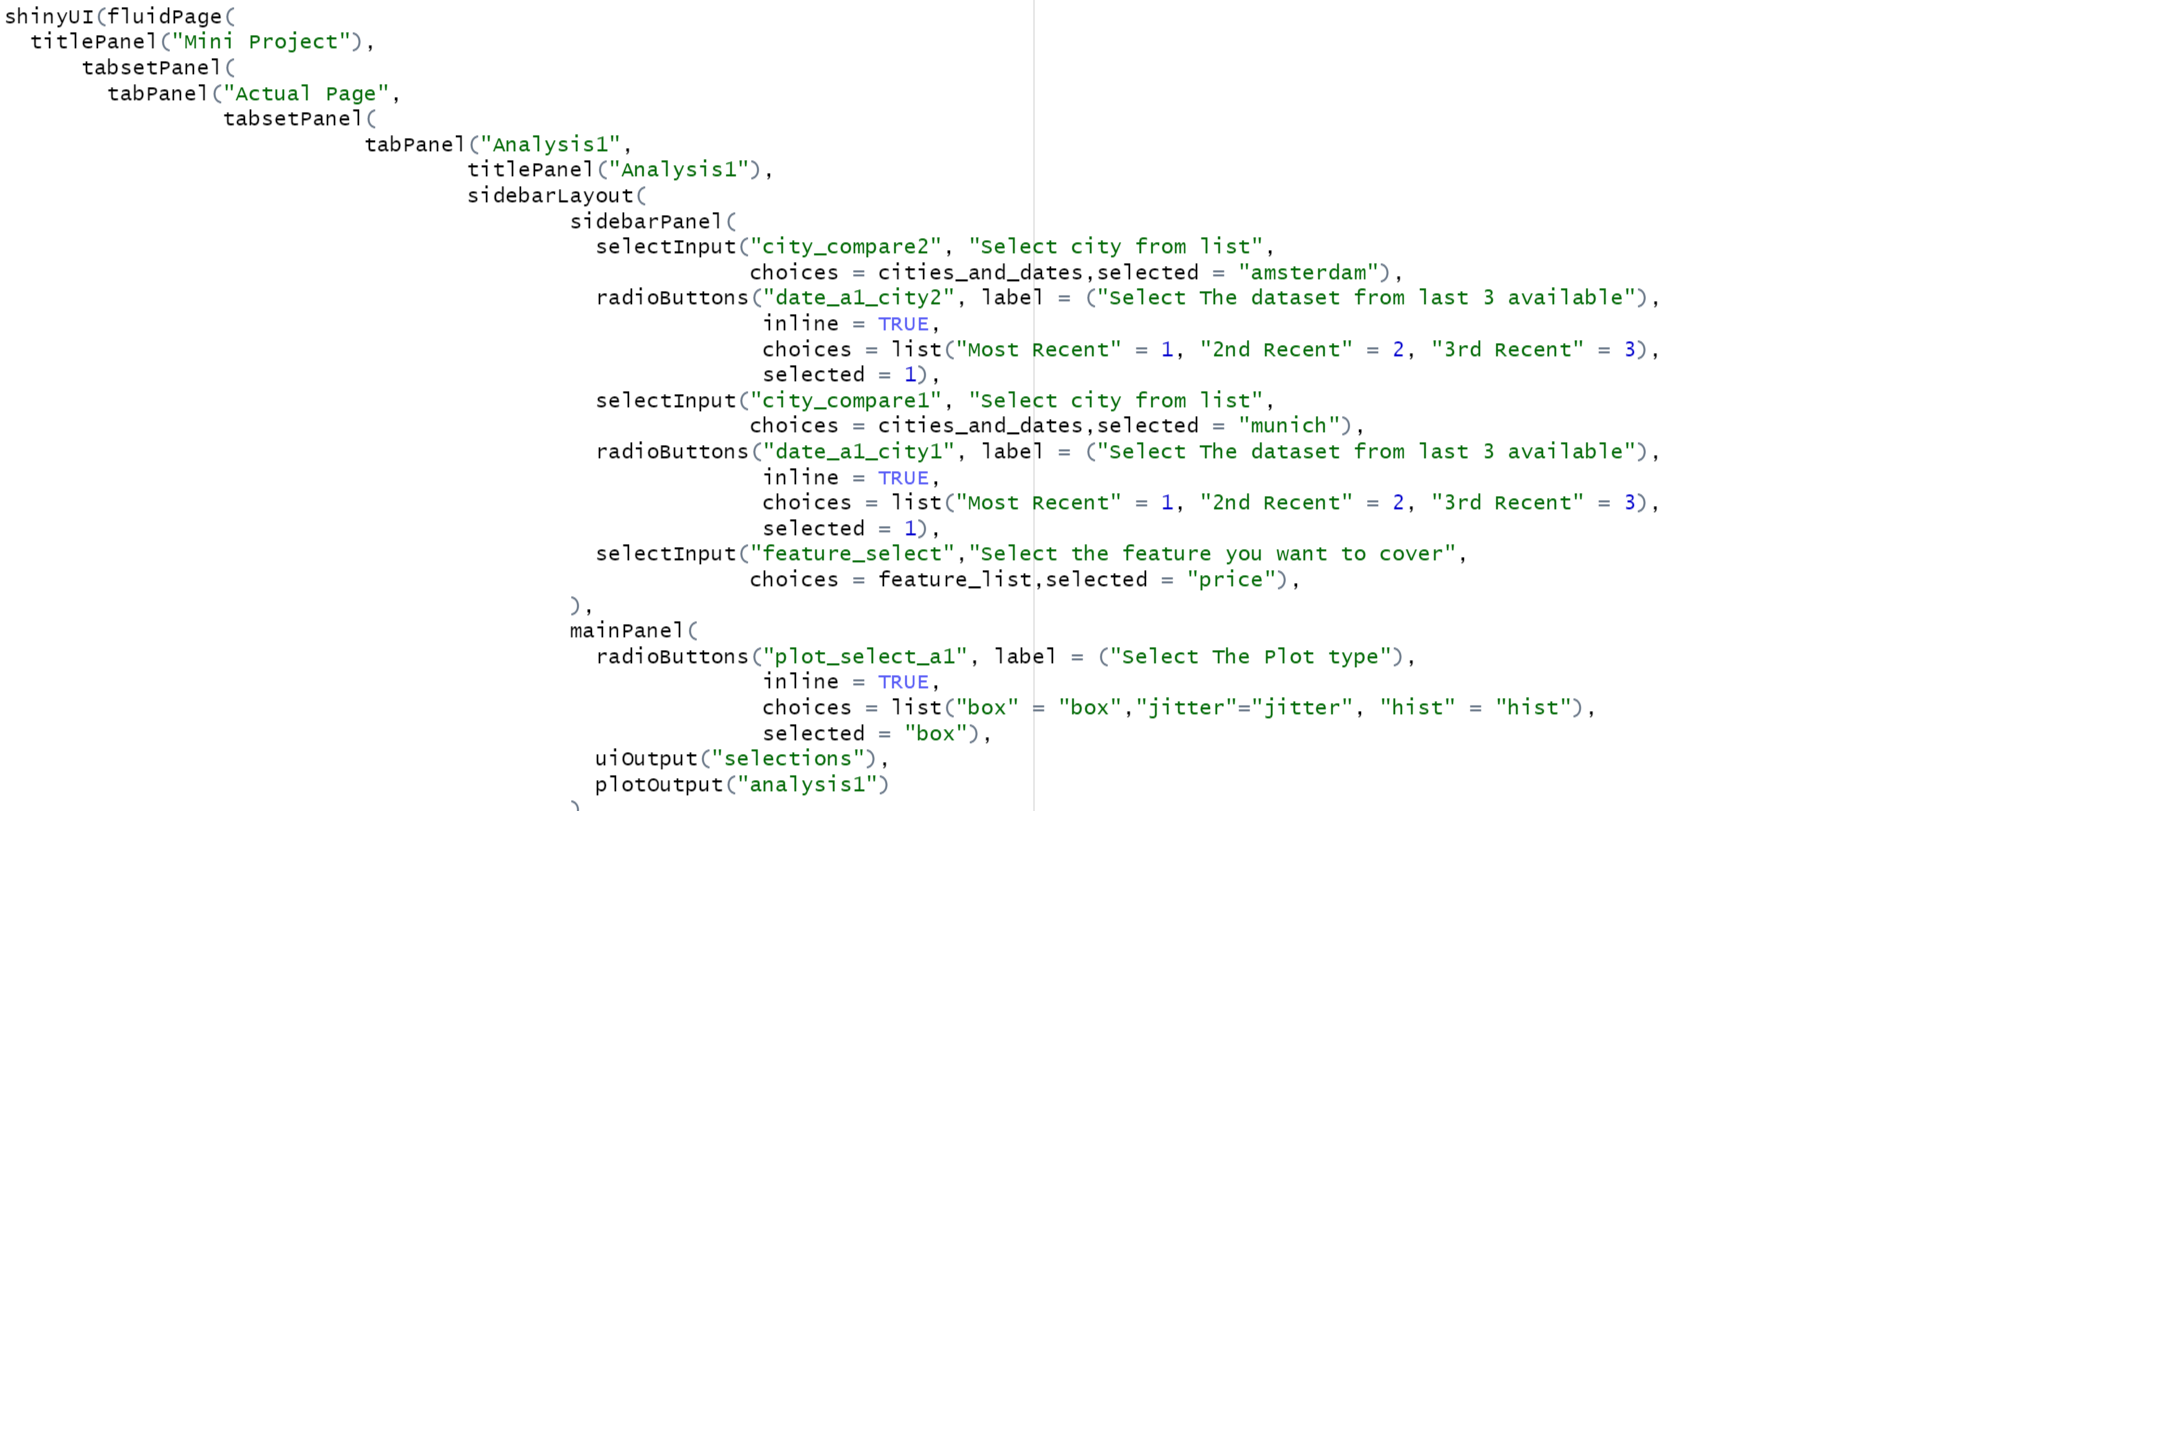 shinyUI(fluidPage(
titlePanel("Mini Project"),
tabsetPanel(
tabPanel("Actual Page",
tabsetPanel(
tabPanel("Analysis1",
titlePanel("Analysis1"),
sidebarLayout(
sidebarPanel(
selectInput("city_compare2", "Select city from list",
choices = cities_and_dates,selected = "amsterdam"),
radioButtons("date_a1_city2", label = ("Select The dataset from last 3 available"),
inline = TRUE,
choices = list("Most Recent" = 1, "2nd Recent" = 2, "3rd Recent" = 3),
selected = 1),
selectInput("city_compare1", "Select city from list",
choices = cities_and_dates,selected = "munich"),
radioButtons("date_a1_city1", label = ("Select The dataset from last 3 available"),
inline = TRUE,
choices = list("Most Recent" = 1, "2nd Recent" = 2, "3rd Recent" = 3),
selected = 1),
selectInput("feature_select","Select the feature you want to cover",
choices = feature_list,selected = "price"),
),
mainPanel(
radioButtons("plot_select_a1", label = ("Select The Plot type"),
inline = TRUE,
choices = list("box" = "box","jitter"="jitter", "hist" = "hist"),
selected = "box"),
uiOutput("selections"),
plotOutput("analysis1")
)